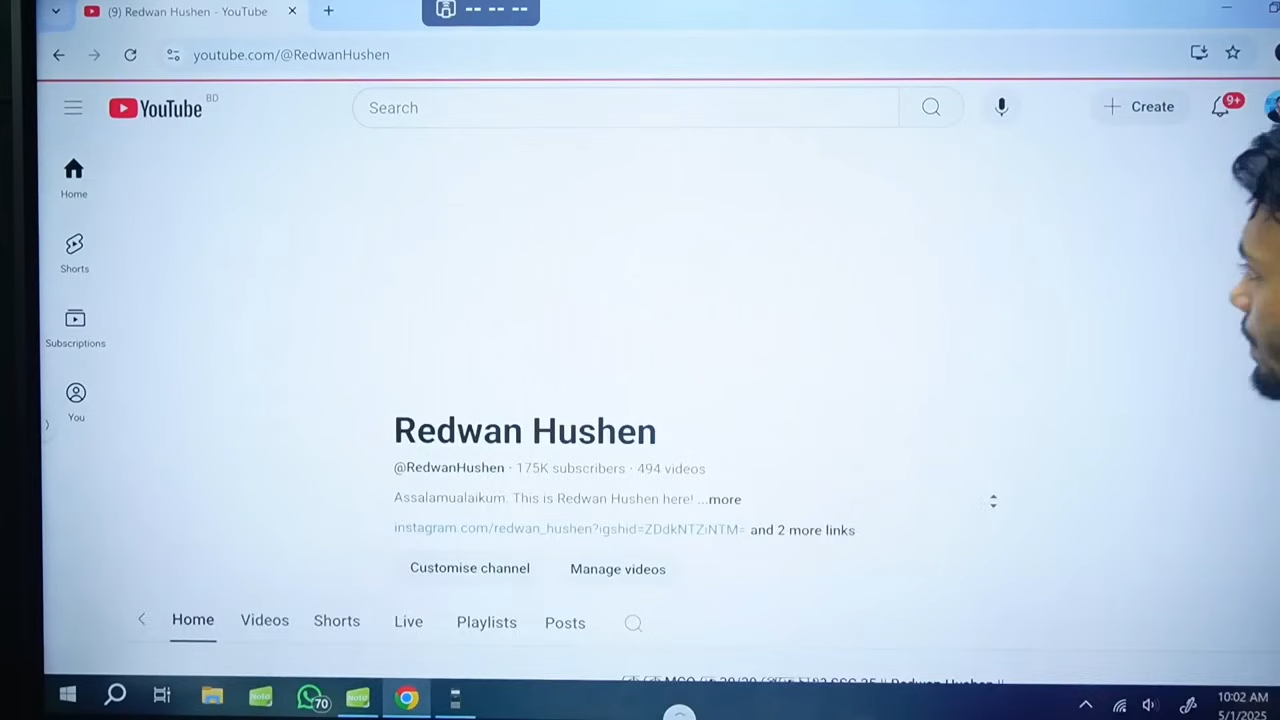 (9) Redwan Hushen - YouTube
youtube.com/@RedwanHushen
YouTube BD
Search
Create
9+
Home
Shorts
Subscriptions
You
Redwan Hushen
@RedwanHushen · 175K subscribers · 494 videos
Assalamualaikum. This is Redwan Hushen here! ...more
instagram.com/redwan_hushen?igshid=ZDdkNTZiNTM= and 2 more links
Customise channel Manage videos
Home Videos Shorts Live Playlists Posts
Note
70
Note
10:02 AM
5/1/2025